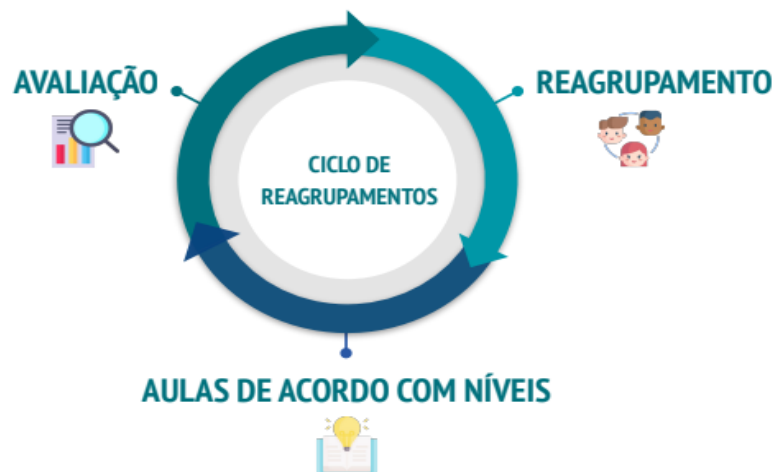 AVALIAÇÃO
REAGRUPAMENTO
CICLO DE
REAGRUPAMENTOS
AULAS DE ACORDO COM NÍVEIS